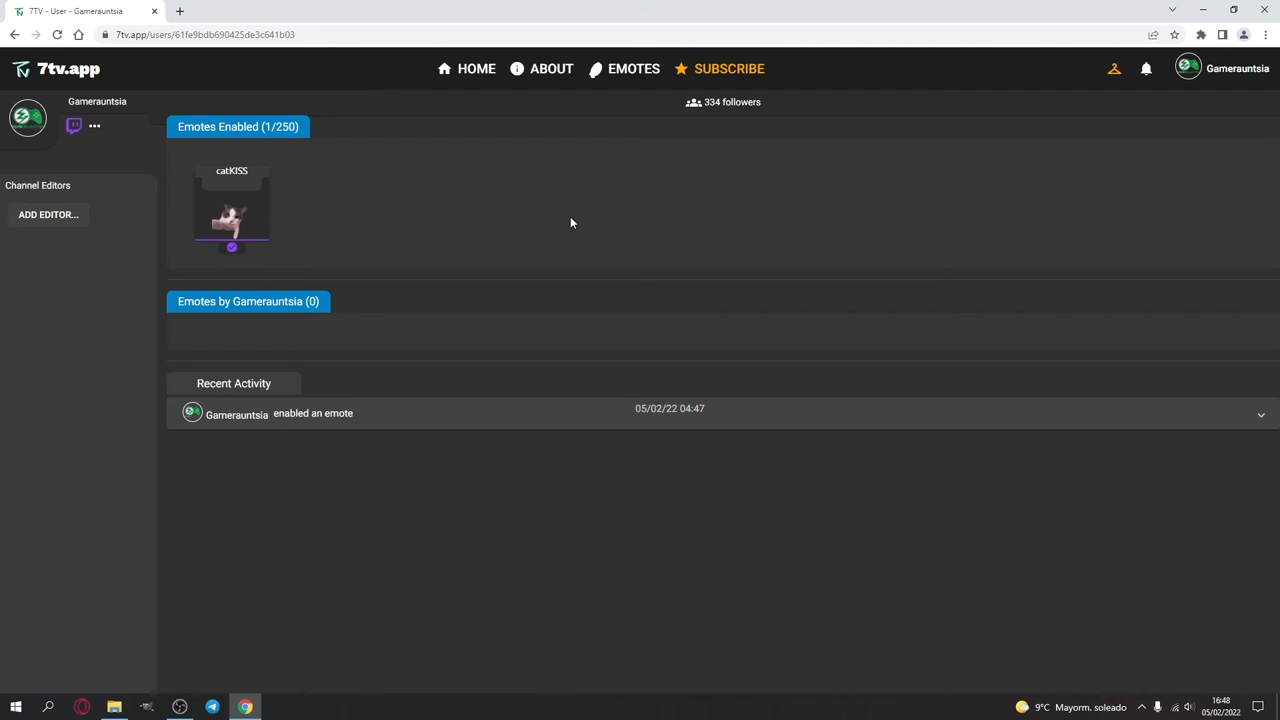 7TV - User - Gamerauntsia
7tv.app/users/61fe9bdb690425de3c641b03
7tv.app
HOME
ABOUT
EMOTES
SUBSCRIBE
Gamerauntsia
Gamerauntsia
334 followers
Emotes Enabled (1/250)
catKISS
Channel Editors
ADD EDITOR...
Emotes by Gamerauntsia (0)
Recent Activity
Gamerauntsia enabled an emote
05/02/22 04:47
9°C Mayorm. soleado
16:48
05/02/2022